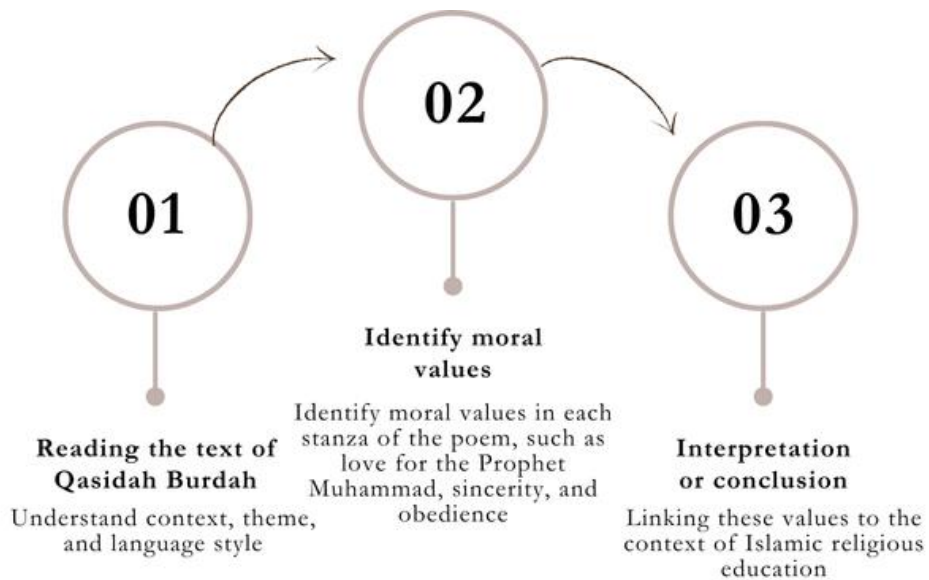 01
Reading the text of
Qasidah Burdah
Understand context, theme,
and language style
02
Identify moral
values
Identify moral values in each
stanza of the poem, such as
love for the Prophet
Muhammad, sincerity, and
obedience
03
Interpretation
or conclusion
Linking these values to the
context of Islamic religious
education